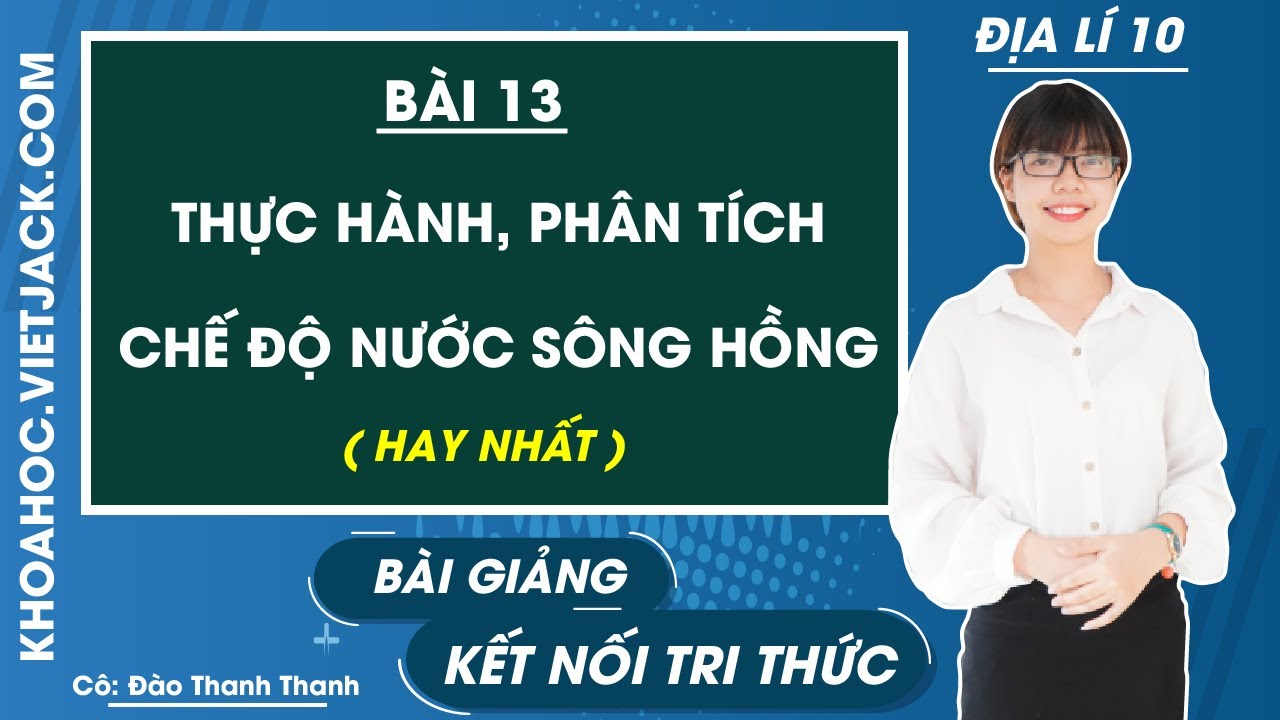 ĐỊA LÍ 10
BÀI 13
THỰC HÀNH, PHÂN TÍCH
CHẾ ĐỘ NƯỚC SÔNG HỒNG
( HAY NHẤT )
KHOAHOC.VIETJACK.COM
BÀI GIẢNG
KẾT NỐI TRI THỨC
Cô: Đào Thanh Thanh